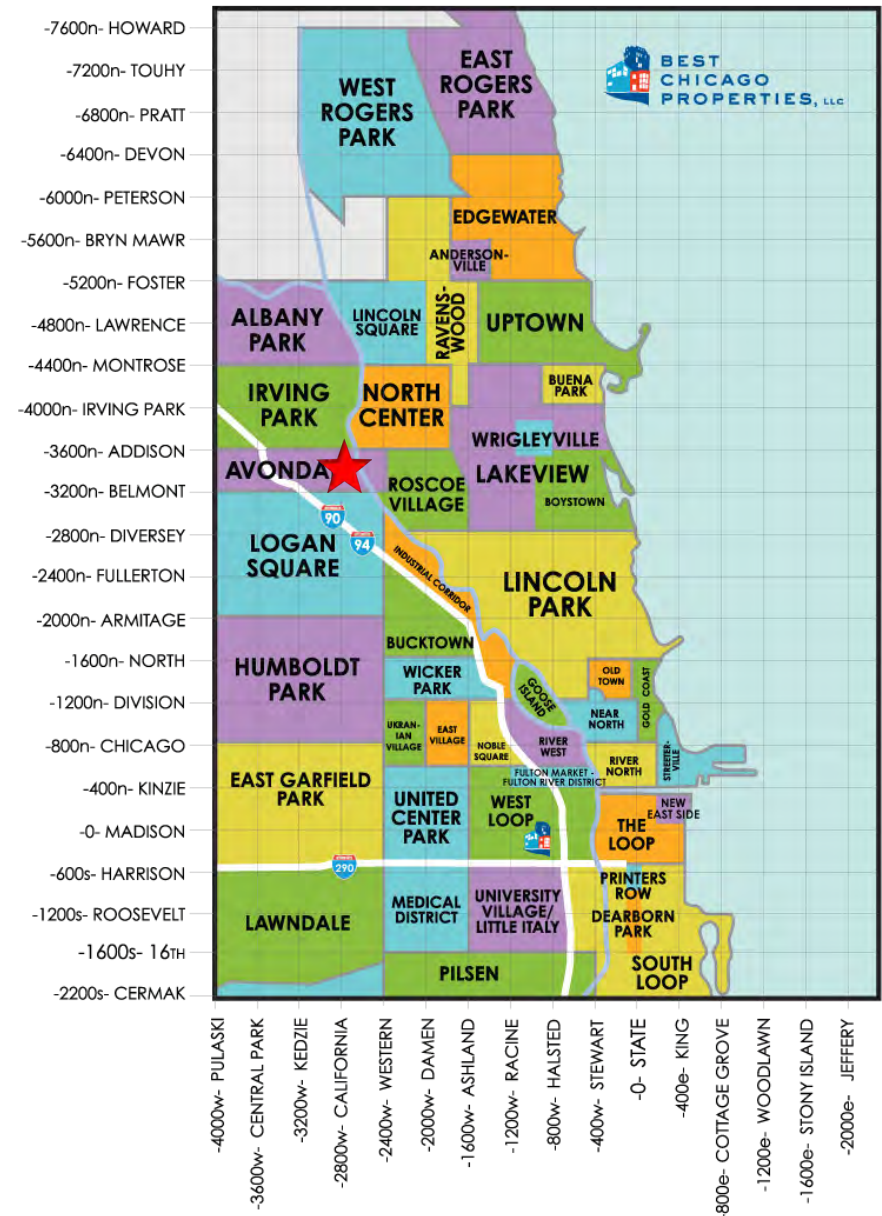 -7600n- HOWARD
-7200n- TOUHY
-6800n- PRATT
-6400n- DEVON
-6000n- PETERSON
-5600n- BRYN MAWR
-5200n- FOSTER
-4800n- LAWRENCE
-4400n- MONTROSE
-4000n- IRVING PARK
-3600n- ADDISON
-3200n- BELMONT
-2800n- DIVERSEY
-2400n- FULLERTON
-2000n- ARMITAGE
-1600n- NORTH
-1200n- DIVISION
-800n- CHICAGO
-400n- KINZIE
-0- MADISON
-600s- HARRISON
-1200s- ROOSEVELT
-1600s- 16TH
-2200s- CERMAK
BEST
CHICAGO
PROPERTIES, LLC
WEST
ROGERS
PARK
EAST
ROGERS
PARK
EDGEWATER
ANDERSON-
VILLE
ALBANY
PARK
LINCOLN
SQUARE
RAVENS-
WOOD
UPTOWN
IRVING
PARK
NORTH
CENTER
BUENA
PARK
WRIGLEYVILLE
AVONDA
ROSCOE
VILLAGE
LAKEVIEW
BOYSTOWN
90
94
LOGAN
SQUARE
INDUSTRIAL CORRIDOR
LINCOLN
PARK
BUCKTOWN
HUMBOLDT
PARK
WICKER
PARK
GOOSE
ISLAND
OLD
TOWN
GOLD COAST
UKRAN-
IAN
VILLAGE
EAST
VILLAGE
NOBLE
SQUARE
RIVER
WEST
NEAR
NORTH
RIVER
NORTH
STREETER-
VILLE
EAST GARFIELD
PARK
UNITED
CENTER
PARK
FULTON MARKET -
FULTON RIVER DISTRICT
WEST
LOOP
NEW
EAST SIDE
THE
LOOP
290
PRINTERS
ROW
LAWNDALE
MEDICAL
DISTRICT
UNIVERSITY
VILLAGE/
LITTLE ITALY
DEARBORN
PARK
PILSEN
SOUTH
LOOP
-4000w- PULASKI
-3600w- CENTRAL PARK
-3200w- KEDZIE
-2800w- CALIFORNIA
-2400w- WESTERN
-2000w- DAMEN
-1600w- ASHLAND
-1200w- RACINE
-800w- HALSTED
-400w- STEWART
-0- STATE
-400e- KING
-800e- COTTAGE GROVE
-1200e- WOODLAWN
-1600e- STONY ISLAND
-2000e- JEFFERY